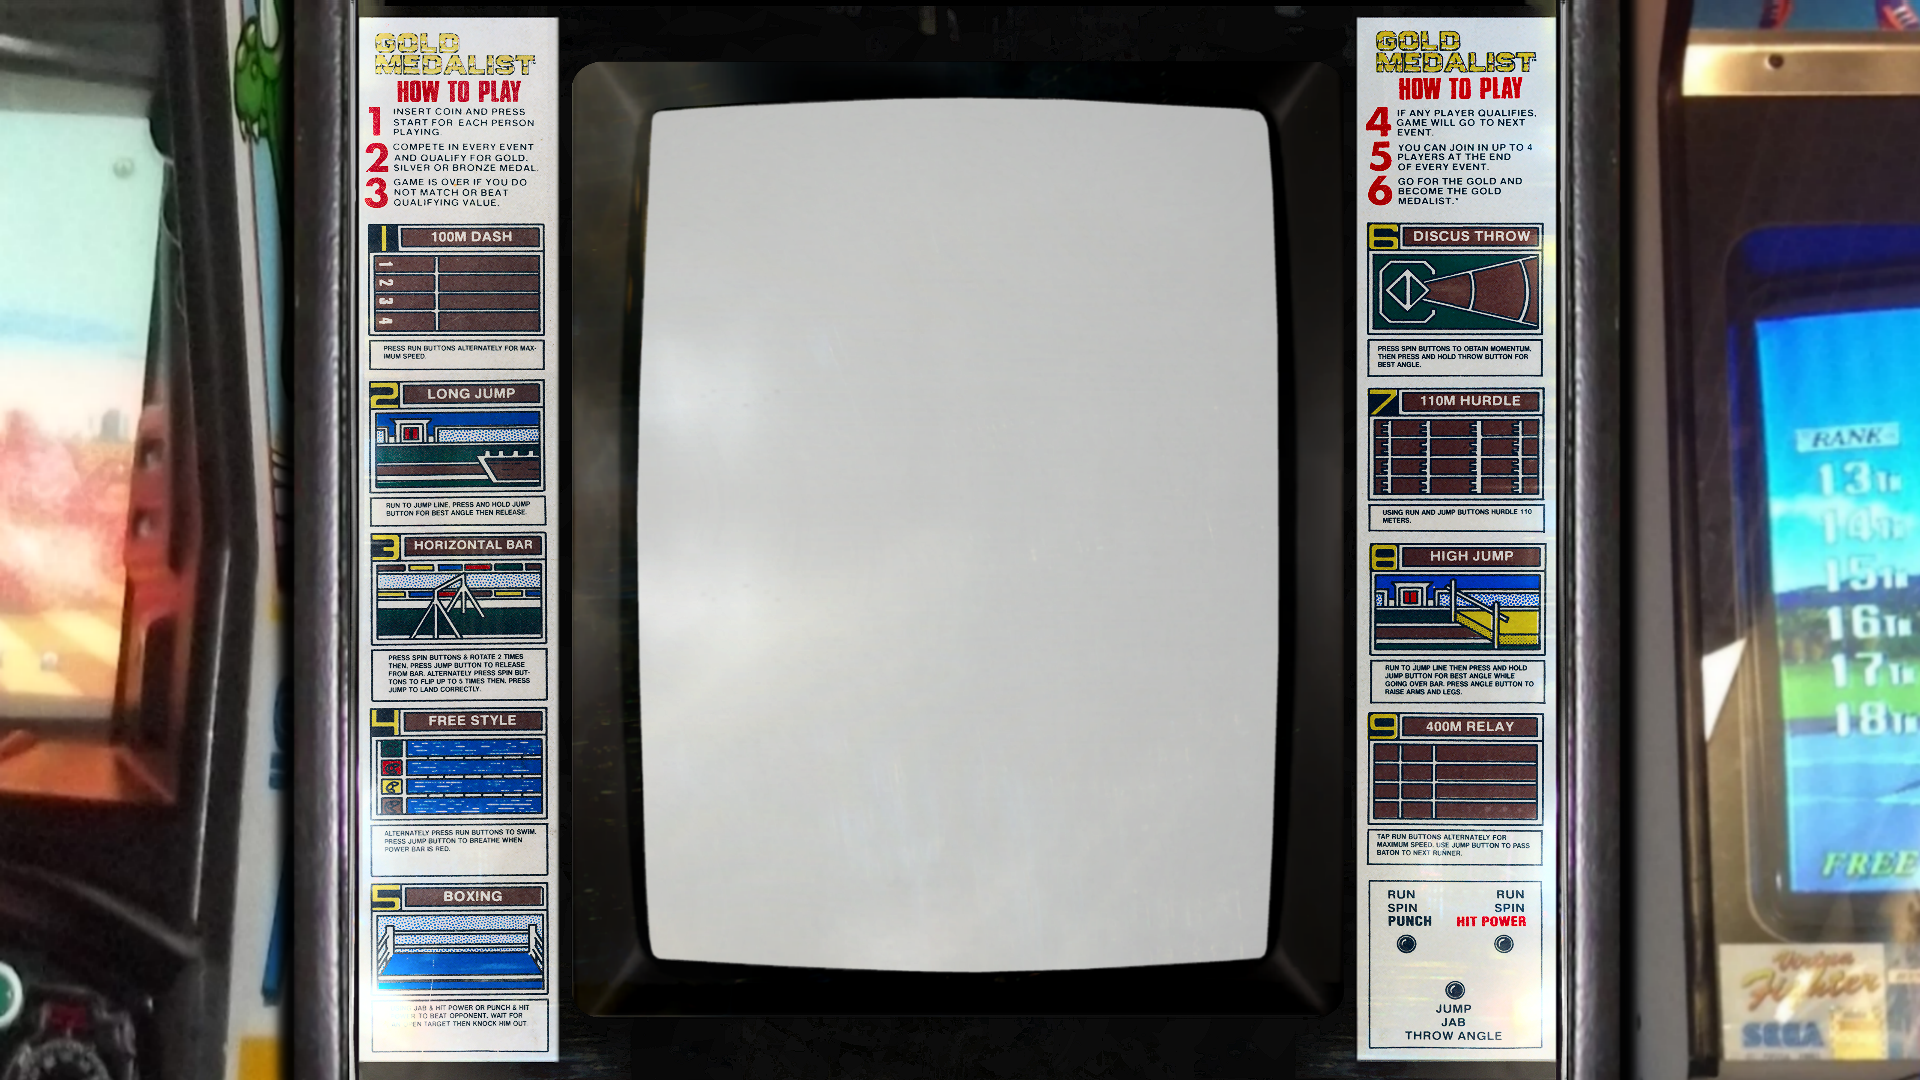 GOLD
MEDALIST
HOW TO PLAY
1 INSERT COIN AND PRESS
START FOR EACH PERSON
PLAYING.
2 COMPETE IN EVERY EVENT
AND QUALIFY FOR GOLD.
SILVER OR BRONZE MEDAL.
3 GAME IS OVER IF YOU DO
NOT MATCH OR BEAT
QUALIFYING VALUE.
1 100M DASH
1
2
3
4
PRESS RUN BUTTONS ALTERNATELY FOR MAX-
IMUM SPEED.
2 LONG JUMP
RUN TO JUMP LINE, PRESS AND HOLD JUMP
BUTTON FOR BEST ANGLE THEN RELEASE.
3 HORIZONTAL BAR
PRESS SPIN BUTTONS & ROTATE 2 TIMES
THEN, PRESS JUMP BUTTON TO RELEASE
FROM BAR. ALTERNATELY PRESS SPIN BUT-
TONS TO FLIP UP TO 5 TIMES THEN, PRESS
JUMP TO LAND CORRECTLY.
4 FREE STYLE
ALTERNATELY PRESS RUN BUTTONS TO SWIM.
PRESS JUMP BUTTON TO BREATHE WHEN
POWER BAR IS RED.
5 BOXING
JAB & HIT POWER OR PUNCH & HIT
TO BEAT OPPONENT. WAIT FOR
TARGET THEN KNOCK HIM OUT.
GOLD
MEDALIST
HOW TO PLAY
4 IF ANY PLAYER QUALIFIES,
GAME WILL GO TO NEXT
EVENT.
5 YOU CAN JOIN IN UP TO 4
PLAYERS AT THE END
OF EVERY EVENT.
6 GO FOR THE GOLD AND
BECOME THE GOLD
MEDALIST."
6 DISCUS THROW
PRESS SPIN BUTTONS TO OBTAIN MOMENTUM,
THEN PRESS AND HOLD THROW BUTTON FOR
BEST ANGLE.
7 110M HURDLE
USING RUN AND JUMP BUTTONS HURDLE 110
METERS.
8 HIGH JUMP
RUN TO JUMP LINE THEN PRESS AND HOLD
JUMP BUTTON FOR BEST ANGLE WHILE
GOING OVER BAR. PRESS ANGLE BUTTON TO
RAISE ARMS AND LEGS.
9 400M RELAY
TAP RUN BUTTONS ALTERNATELY FOR
MAXIMUM SPEED. USE JUMP BUTTON TO PASS
BATON TO NEXT RUNNER.
RUN RUN
SPIN SPIN
PUNCH HIT POWER
JUMP
JAB
THROW ANGLE
RANK
13TH
14TH
15TH
16TH
17TH
18TH
FREE
Virtua
Fighter
SEGA